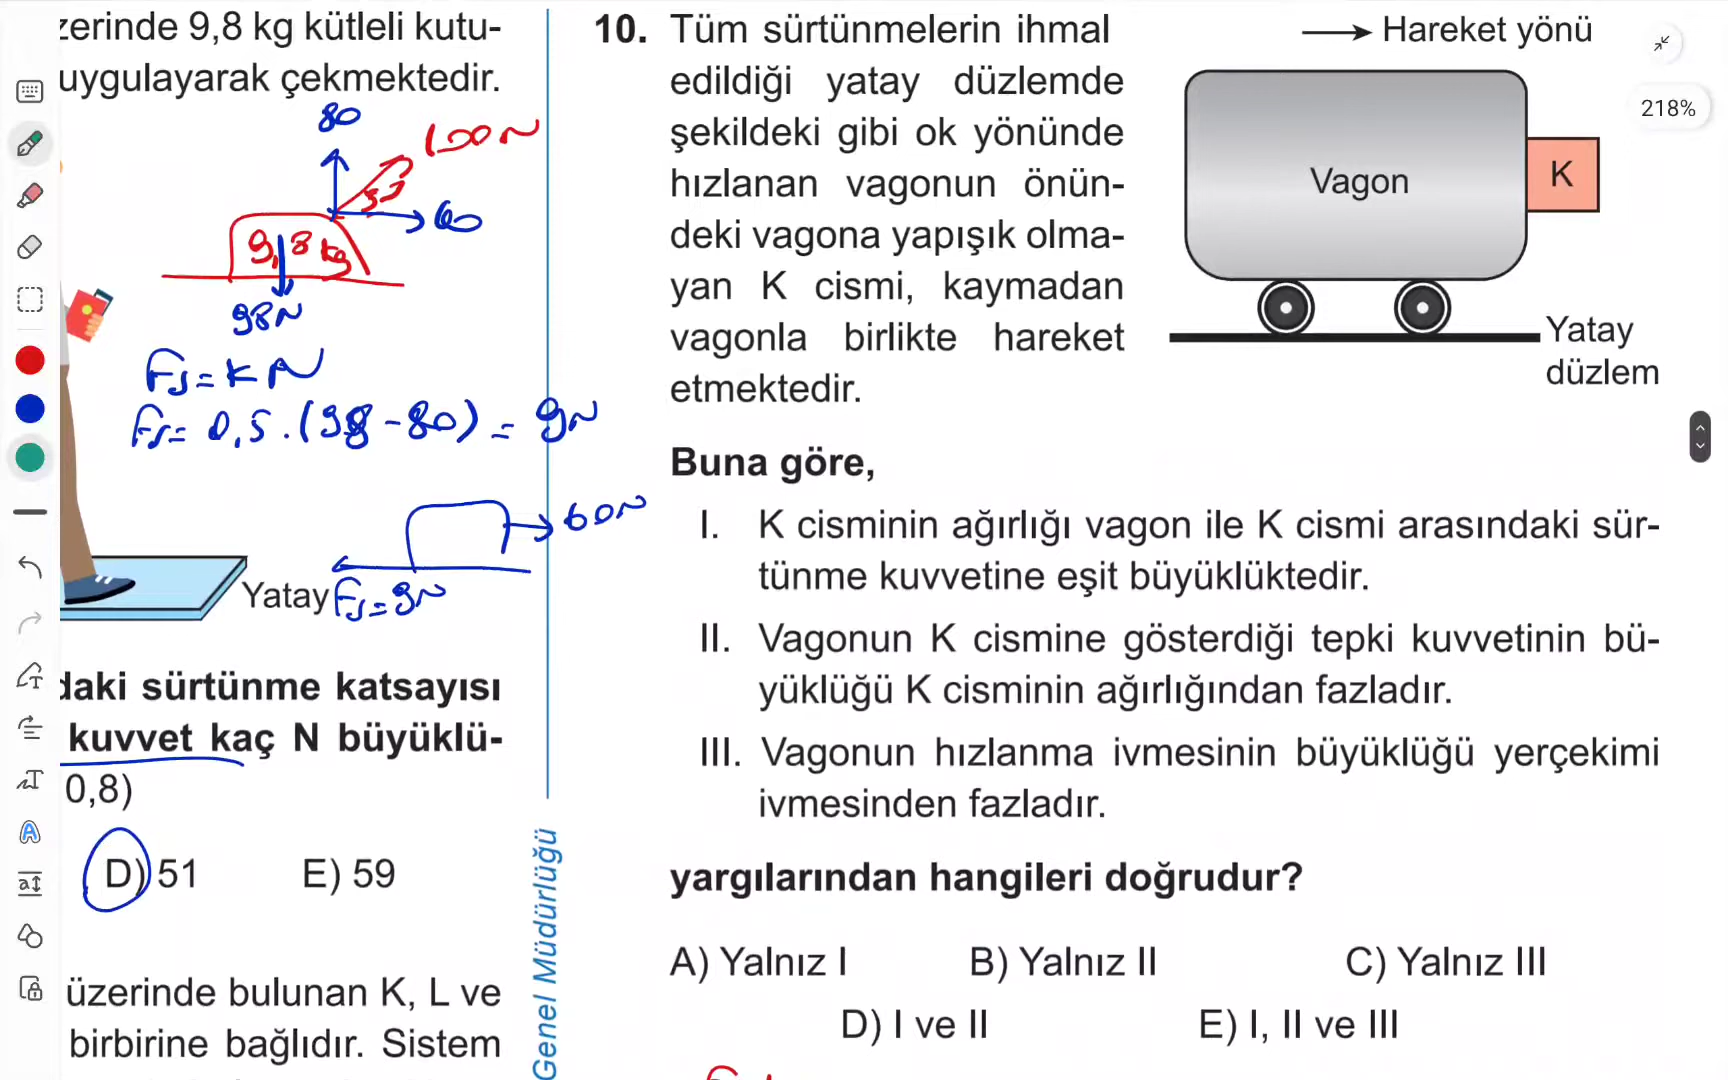 zerinde 9,8 kg kütleli kutu-
uygulayarak çekmektedir.
80
100N
53
60
9,8 kg
98N
Fs = k N
Fs = 0,5 . (98 - 80) = 9N
60N
Yatay
Fs = 9N
daki sürtünme katsayısı
kuvvet kaç N büyüklü-
0,8)
D) 51 E) 59
üzerinde bulunan K, L ve
birbirine bağlıdır. Sistem
Genel Müdürlüğü
10. Tüm sürtünmelerin ihmal
edildiği yatay düzlemde
şekildeki gibi ok yönünde
hızlanan vagonun önün-
deki vagona yapışık olma-
yan K cismi, kaymadan
vagonla birlikte hareket
etmektedir.
Hareket yönü
Vagon
K
Yatay
düzlem
218%
Buna göre,
I. K cisminin ağırlığı vagon ile K cismi arasındaki sür-
tünme kuvvetine eşit büyüklüktedir.
II. Vagonun K cismine gösterdiği tepki kuvvetinin bü-
yüklüğü K cisminin ağırlığından fazladır.
III. Vagonun hızlanma ivmesinin büyüklüğü yerçekimi
ivmesinden fazladır.
yargılarından hangileri doğrudur?
A) Yalnız I B) Yalnız II C) Yalnız III
D) I ve II E) I, II ve III